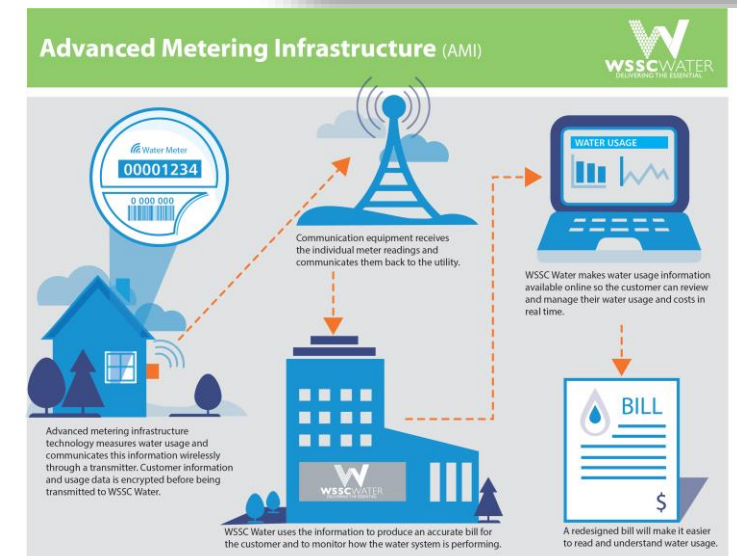 Advanced Metering Infrastructure (AMI)
WSSCWATER
DELIVERING THE ESSENTIAL
Water Meter
00001234
0 000 000
Communication equipment receives
the individual meter readings and
communicates them back to the utility.
WATER USAGE
WSSC Water makes water usage information
available online so the customer can review
and manage their water usage and costs in
real time.
Advanced metering infrastructure
technology measures water usage and
communicates this information wirelessly
through a transmitter. Customer information
and usage data is encrypted before being
transmitted to WSSC Water.
WSSCWATER
DELIVERING THE ESSENTIAL
WSSC Water uses the information to produce an accurate bill for
the customer and to monitor how the water system is performing.
BILL
$
A redesigned bill will make it easier
to read and understand water usage.